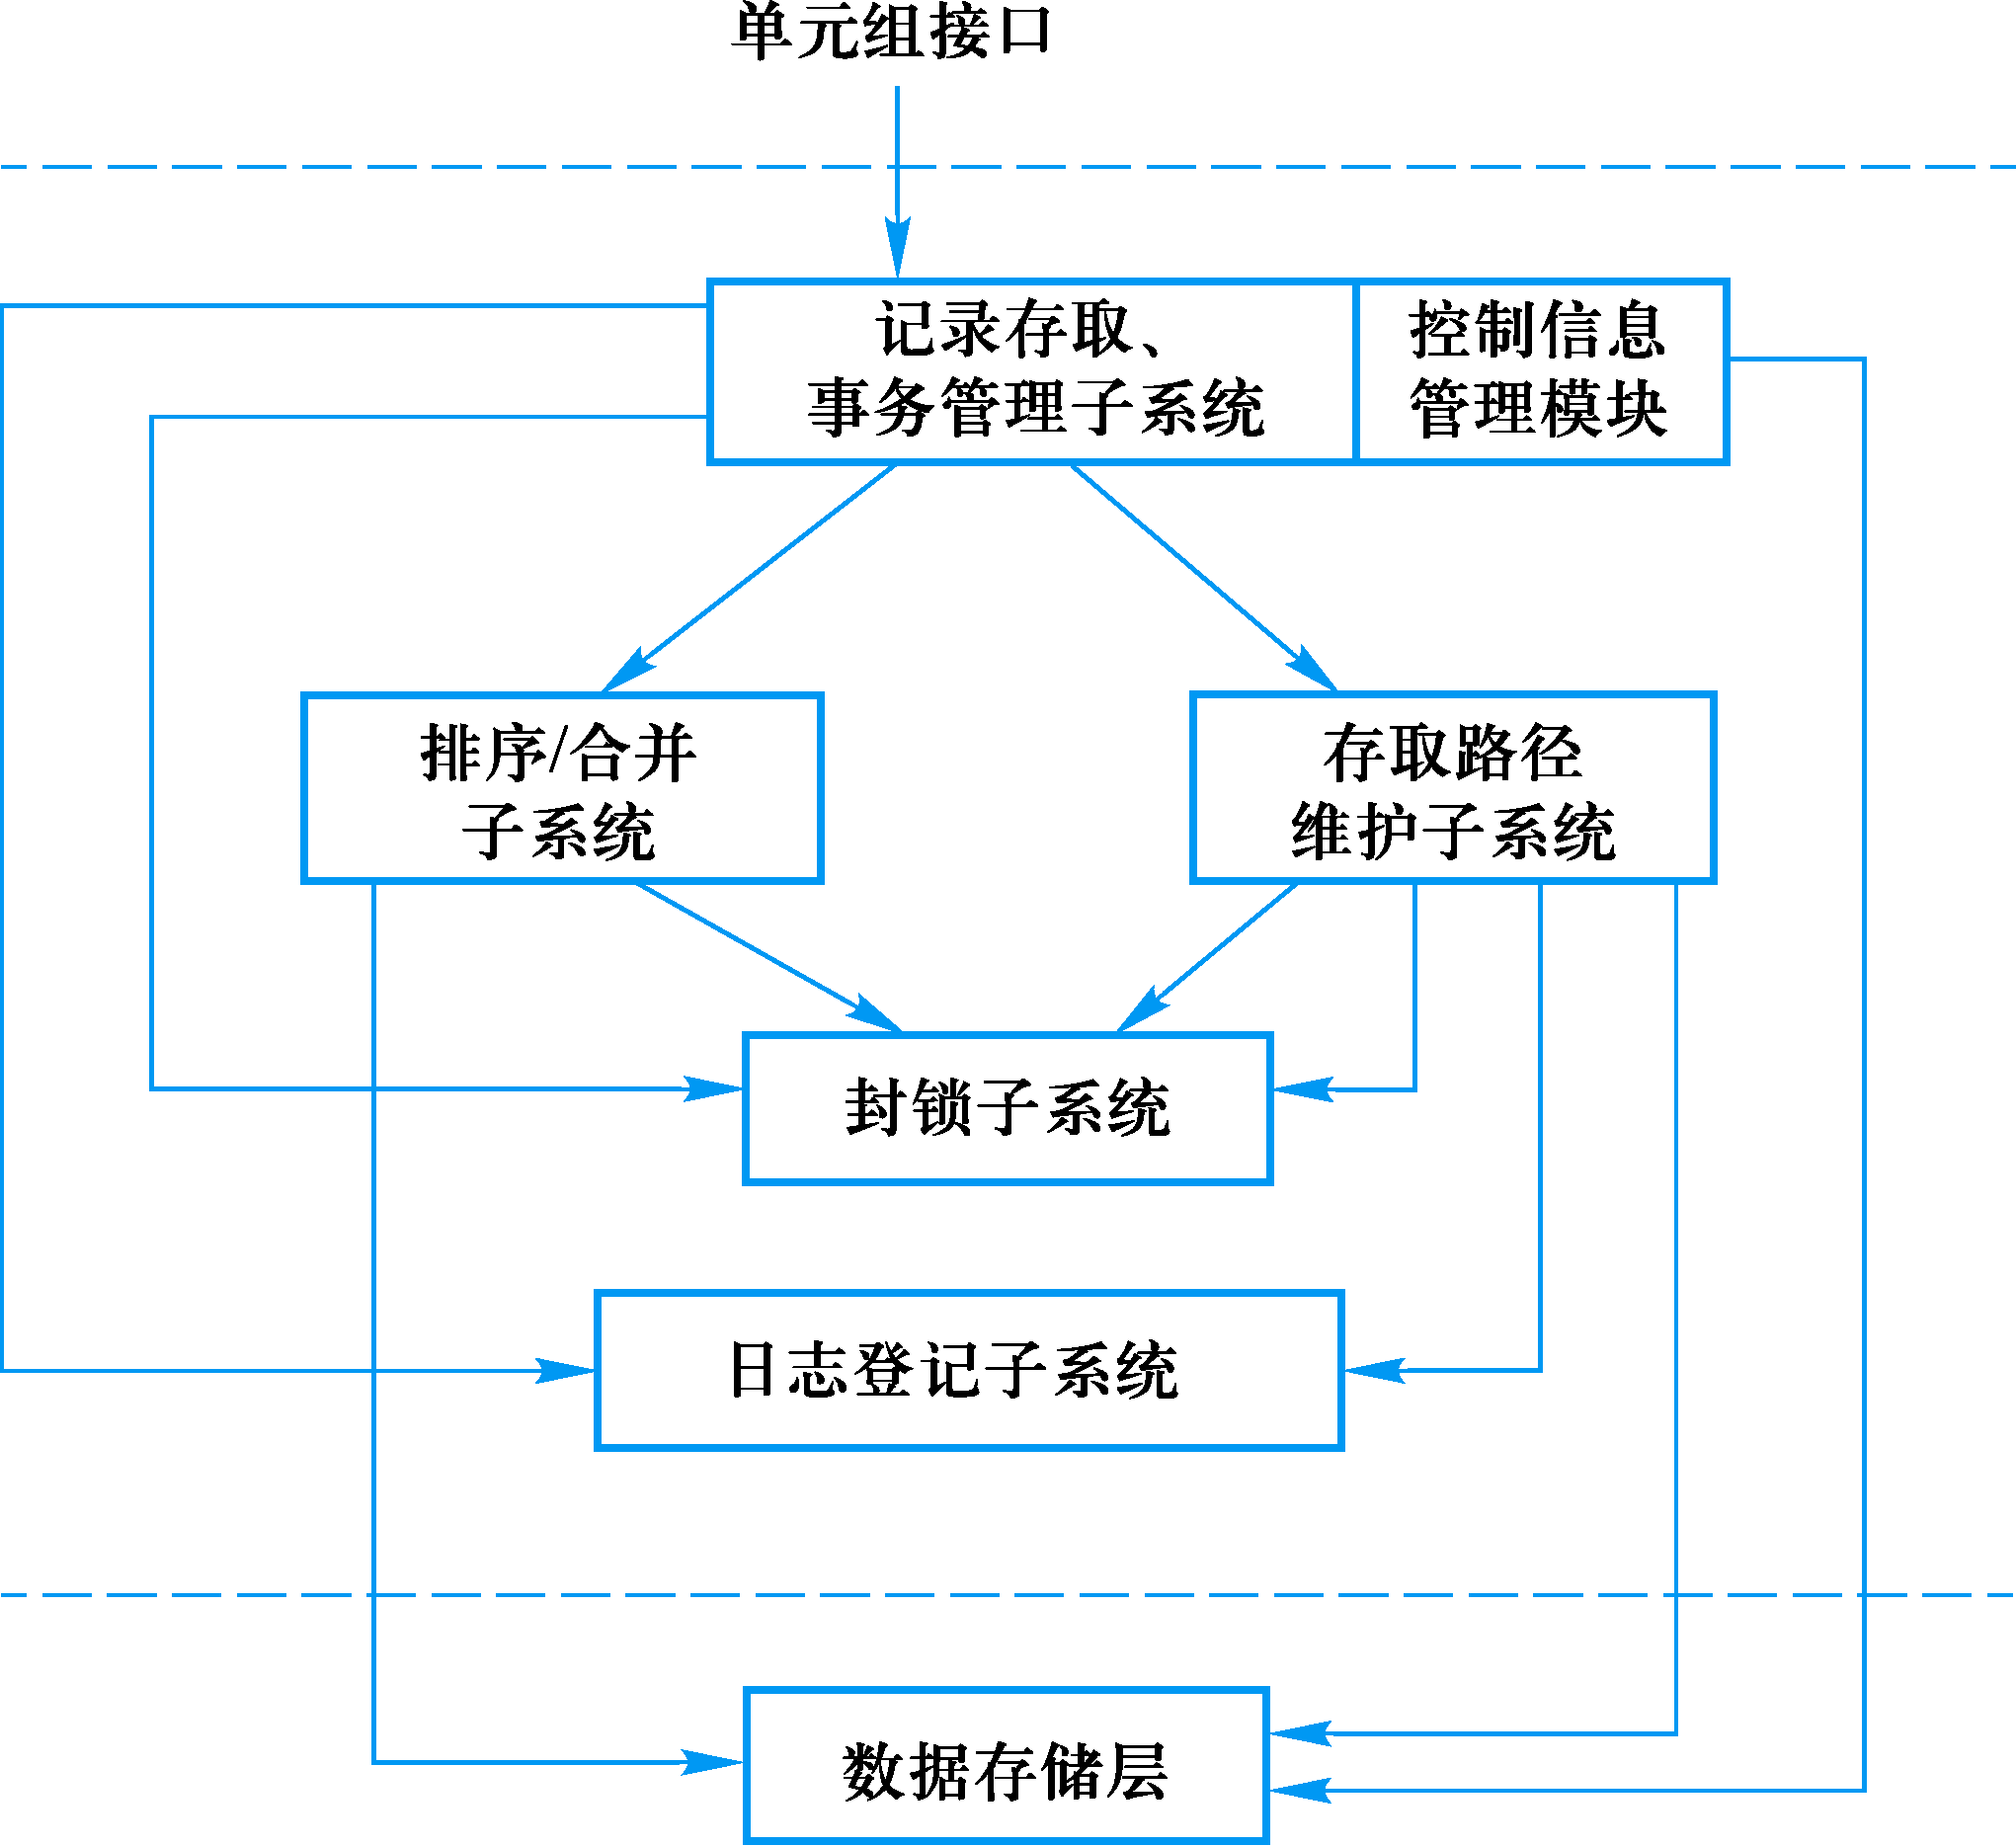 单元组接口
记录存取、
事务管理子系统
控制信息
管理模块
排序/合并
子系统
存取路径
维护子系统
封锁子系统
日志登记子系统
数据存储层